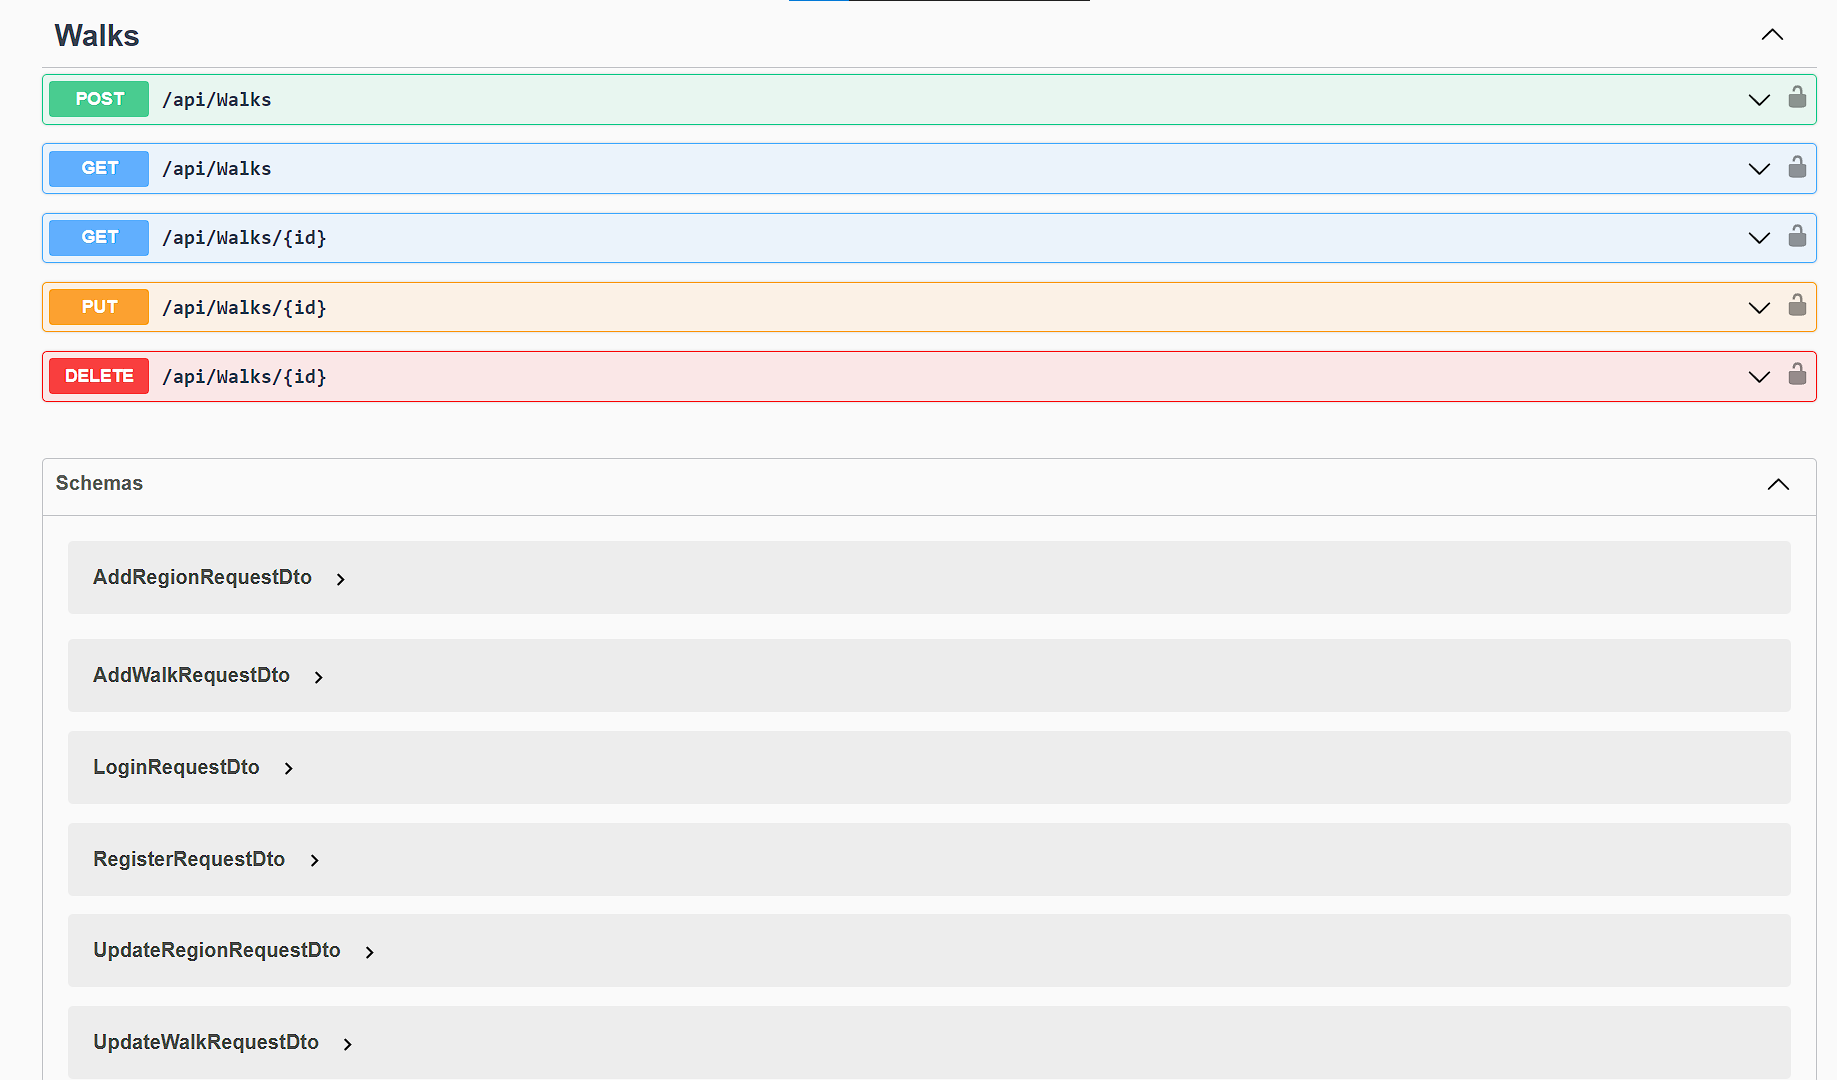 Walks
POST /api/Walks
GET /api/Walks
GET /api/Walks/{id}
PUT /api/Walks/{id}
DELETE /api/Walks/{id}
Schemas
AddRegionRequestDto
AddWalkRequestDto
LoginRequestDto
RegisterRequestDto
UpdateRegionRequestDto
UpdateWalkRequestDto